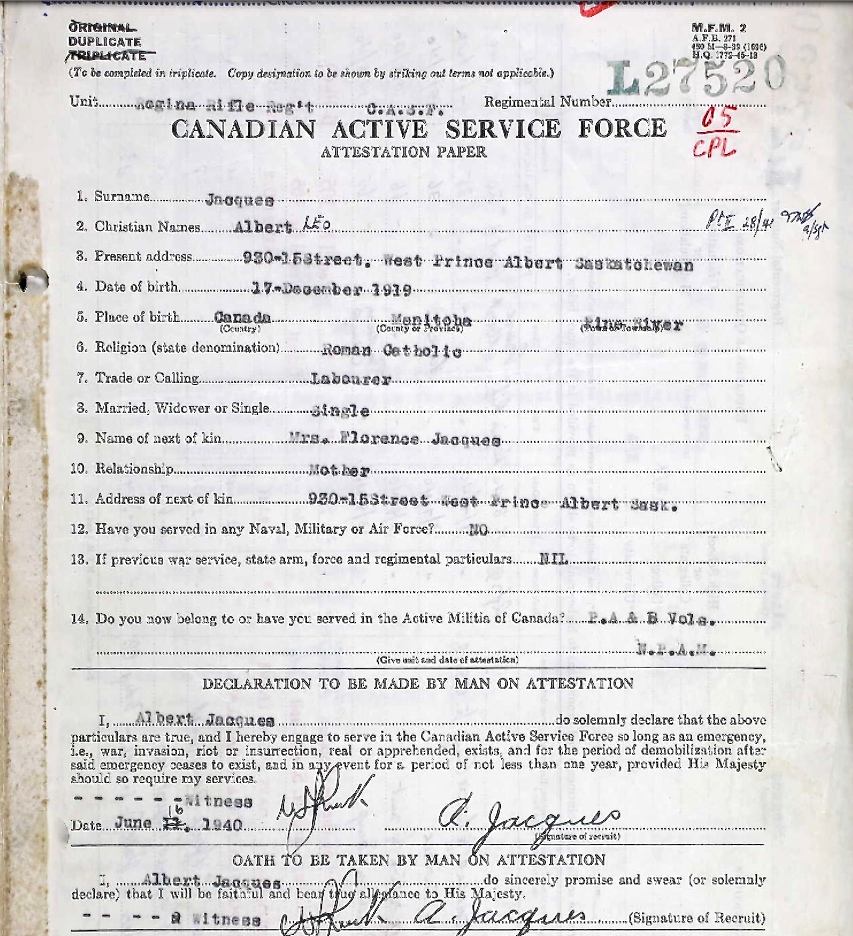 ORIGINAL
DUPLICATE
TRIPLICATE
M.F.M. 2
A.F.B. 271
(To be completed in triplicate. Copy designation to be shown by striking out terms not applicable.)
L27520
Unit Regina Rifle Reg't C.A.S.F. Regimental Number
CANADIAN ACTIVE SERVICE FORCE
ATTESTATION PAPER
05
CPL
1. Surname Jacques
2. Christian Names Albert LEO Pt II 28/41
3. Present address 930-15Street. West Prince Albert Saskatchewan
4. Date of birth 17-December 1919
5. Place of birth Canada Manitoba River
(Country) (County or Province)
6. Religion (state denomination) Roman Catholic
7. Trade or Calling Labourer
8. Married, Widower or Single Single
9. Name of next of kin Mrs. Florence Jacques
10. Relationship Mother
11. Address of next of kin 930-15Street West Prince Albert Sask.
12. Have you served in any Naval, Military or Air Force? NO
13. If previous war service, state arm, force and regimental particulars NIL
14. Do you now belong to or have you served in the Active Militia of Canada? P.A & B Vols.
N.P.A.M.
(Give unit and date of attestation)
DECLARATION TO BE MADE BY MAN ON ATTESTATION
I, Albert Jacques do solemnly declare that the above
particulars are true, and I hereby engage to serve in the Canadian Active Service Force so long as an emergency,
i.e., war, invasion, riot or insurrection, real or apprehended, exists, and for the period of demobilization after
said emergency ceases to exist, and in any event for a period of not less than one year, provided His Majesty
should so require my services.
- - - - - -Witness
Date June 16 1940 A. Jacques
(Signature of recruit)
OATH TO BE TAKEN BY MAN ON ATTESTATION
I, Albert Jacques do sincerely promise and swear (or solemnly
declare) that I will be faithful and bear true allegiance to His Majesty.
- - - Witness A. Jacques (Signature of Recruit)